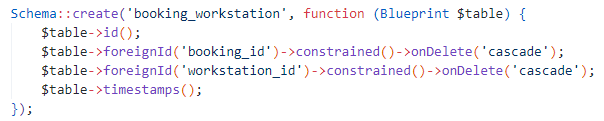 Schema::create('booking_workstation', function (Blueprint $table) {
    $table->id();
    $table->foreignId('booking_id')->constrained()->onDelete('cascade');
    $table->foreignId('workstation_id')->constrained()->onDelete('cascade');
    $table->timestamps();
});